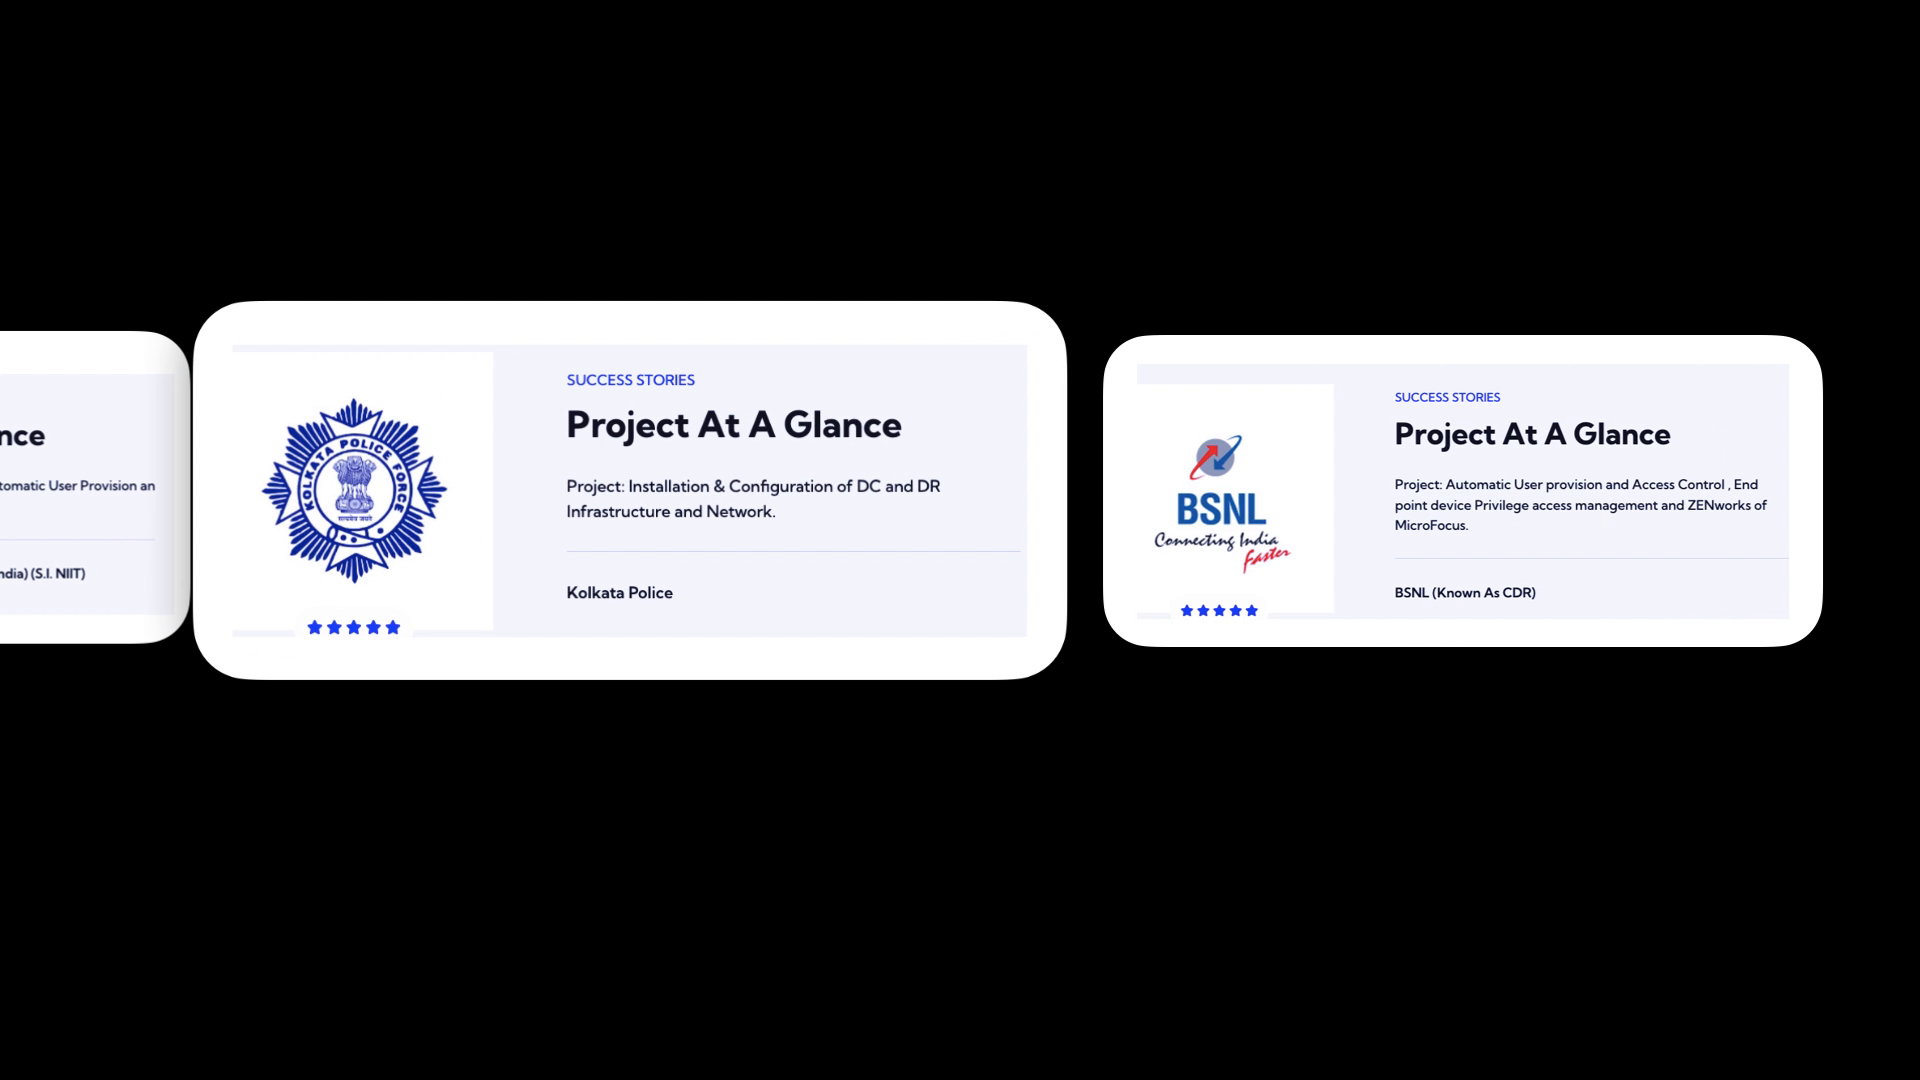 nce
tomatic User Provision an
ndia) (S.I. NIIT)
KOLKATA POLICE FORCE
सत्यमेव जयते
SUCCESS STORIES
Project At A Glance
Project: Installation & Configuration of DC and DR
Infrastructure and Network.
Kolkata Police
BSNL
Connecting India
Faster
SUCCESS STORIES
Project At A Glance
Project: Automatic User provision and Access Control , End
point device Privilege access management and ZENworks of
MicroFocus.
BSNL (Known As CDR)